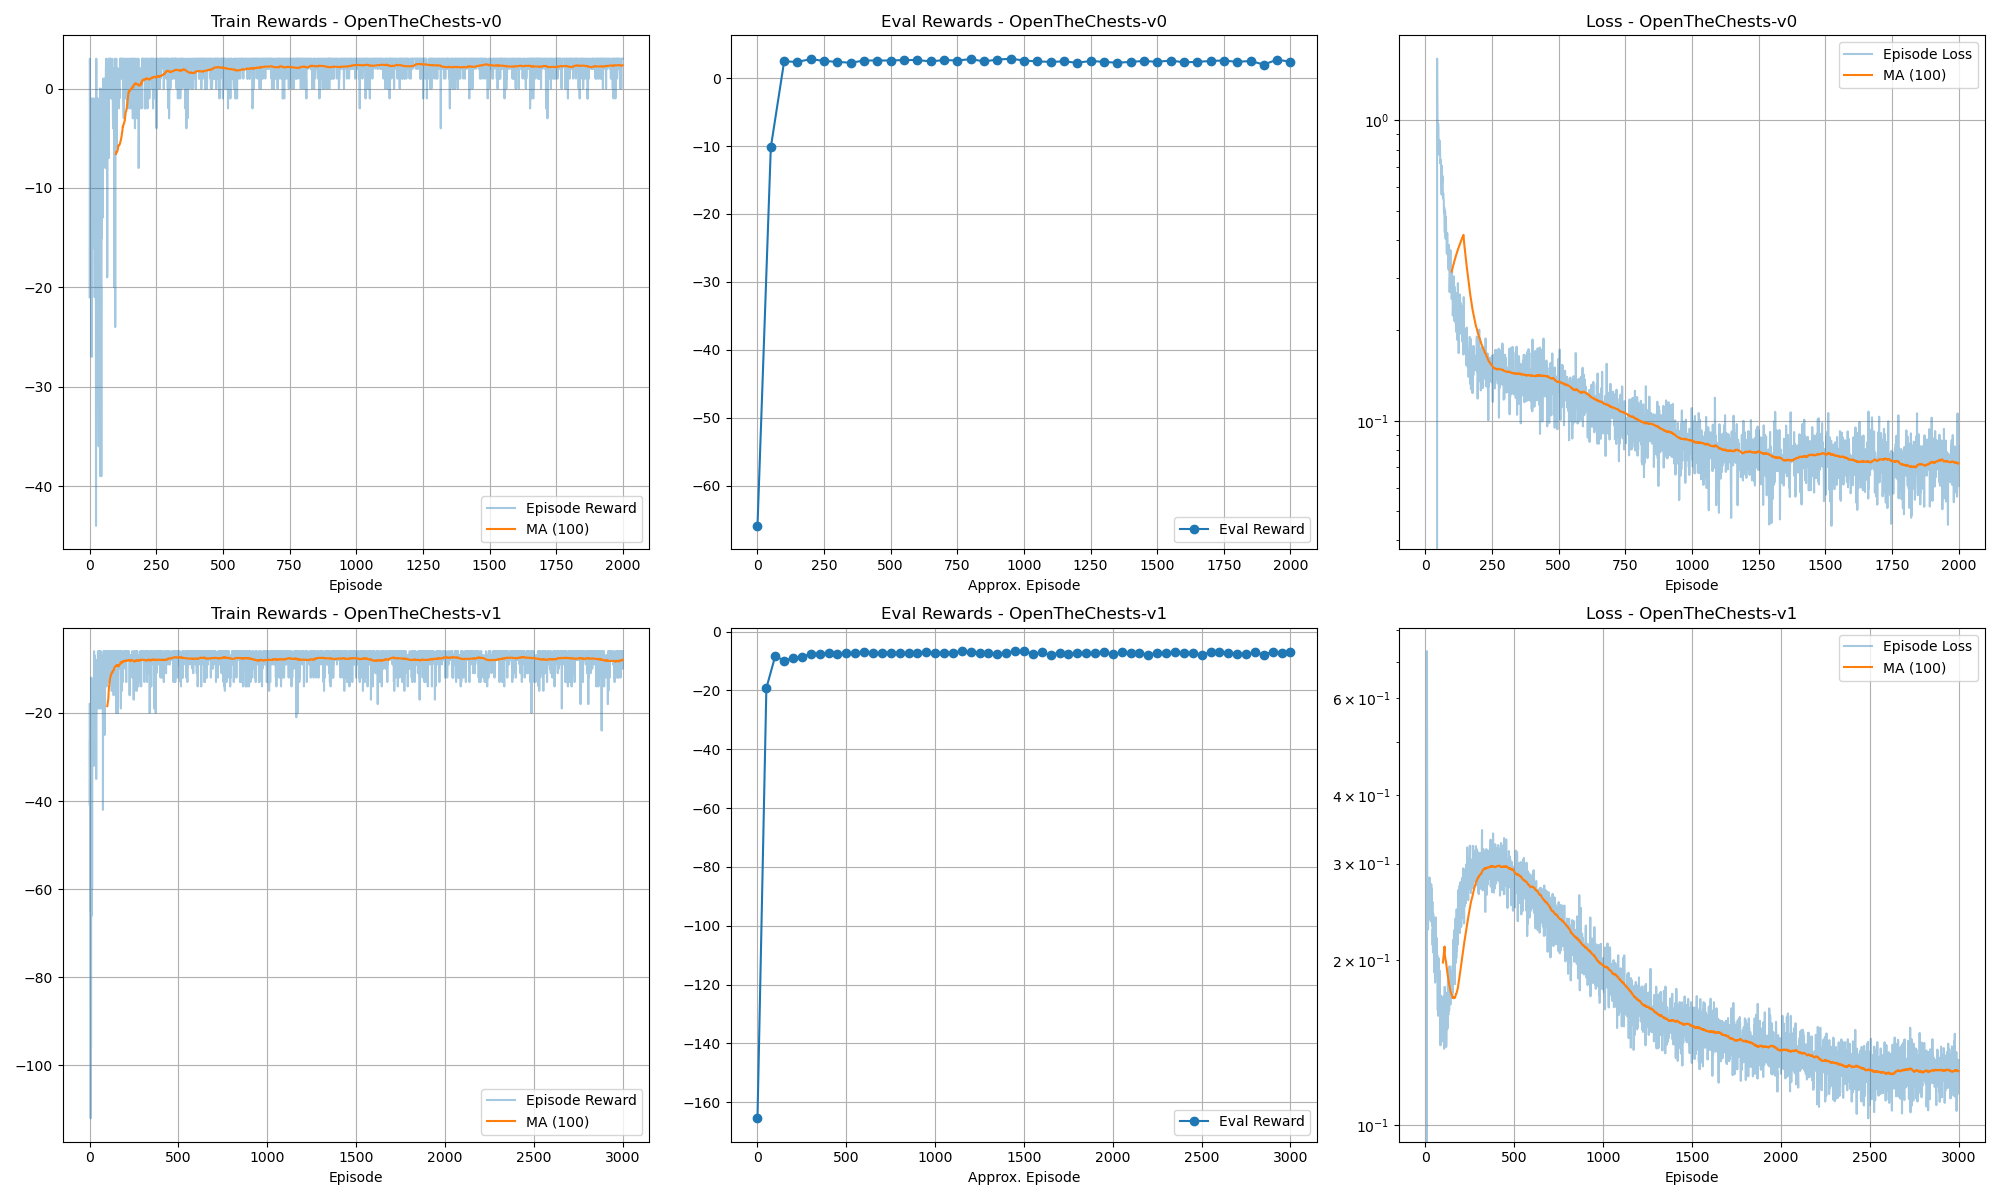 Train Rewards - OpenTheChests-v0
0
−10
−20
−30
−40
Episode Reward
MA (100)
0 250 500 750 1000 1250 1500 1750 2000
Episode
Eval Rewards - OpenTheChests-v0
0
−10
−20
−30
−40
−50
−60
Eval Reward
0 250 500 750 1000 1250 1500 1750 2000
Approx. Episode
Loss - OpenTheChests-v0
Episode Loss
MA (100)
10⁰
10⁻¹
0 250 500 750 1000 1250 1500 1750 2000
Episode
Train Rewards - OpenTheChests-v1
−20
−40
−60
−80
−100
Episode Reward
MA (100)
0 500 1000 1500 2000 2500 3000
Episode
Eval Rewards - OpenTheChests-v1
0
−20
−40
−60
−80
−100
−120
−140
−160
Eval Reward
0 500 1000 1500 2000 2500 3000
Approx. Episode
Loss - OpenTheChests-v1
Episode Loss
MA (100)
6 × 10⁻¹
4 × 10⁻¹
3 × 10⁻¹
2 × 10⁻¹
10⁻¹
0 500 1000 1500 2000 2500 3000
Episode